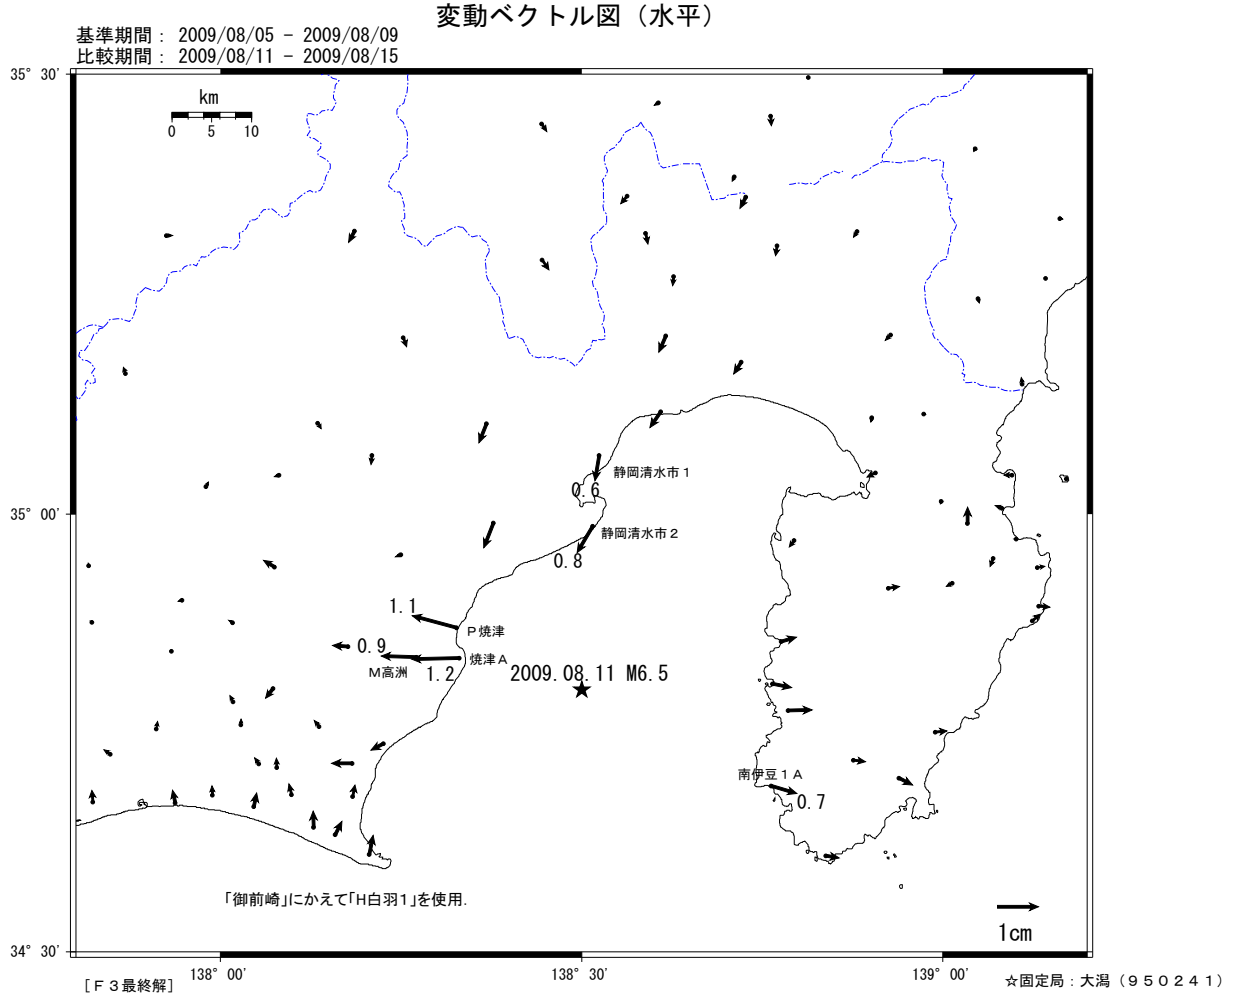 変動ベクトル図（水平）
基準期間： 2009/08/05 - 2009/08/09
比較期間： 2009/08/11 - 2009/08/15
35° 30'
km
0 5 10
静岡清水市１
0.6
35° 00'
静岡清水市２
0.8
1.1
Ｐ焼津
0.9
焼津Ａ
Ｍ高洲
1.2
2009.08.11 M6.5
南伊豆１Ａ
0.7
「御前崎」にかえて「H白羽1」を使用.
1cm
34° 30'
138° 00'
138° 30'
139° 00'
［Ｆ３最終解］
☆固定局：大潟（９５０２４１）